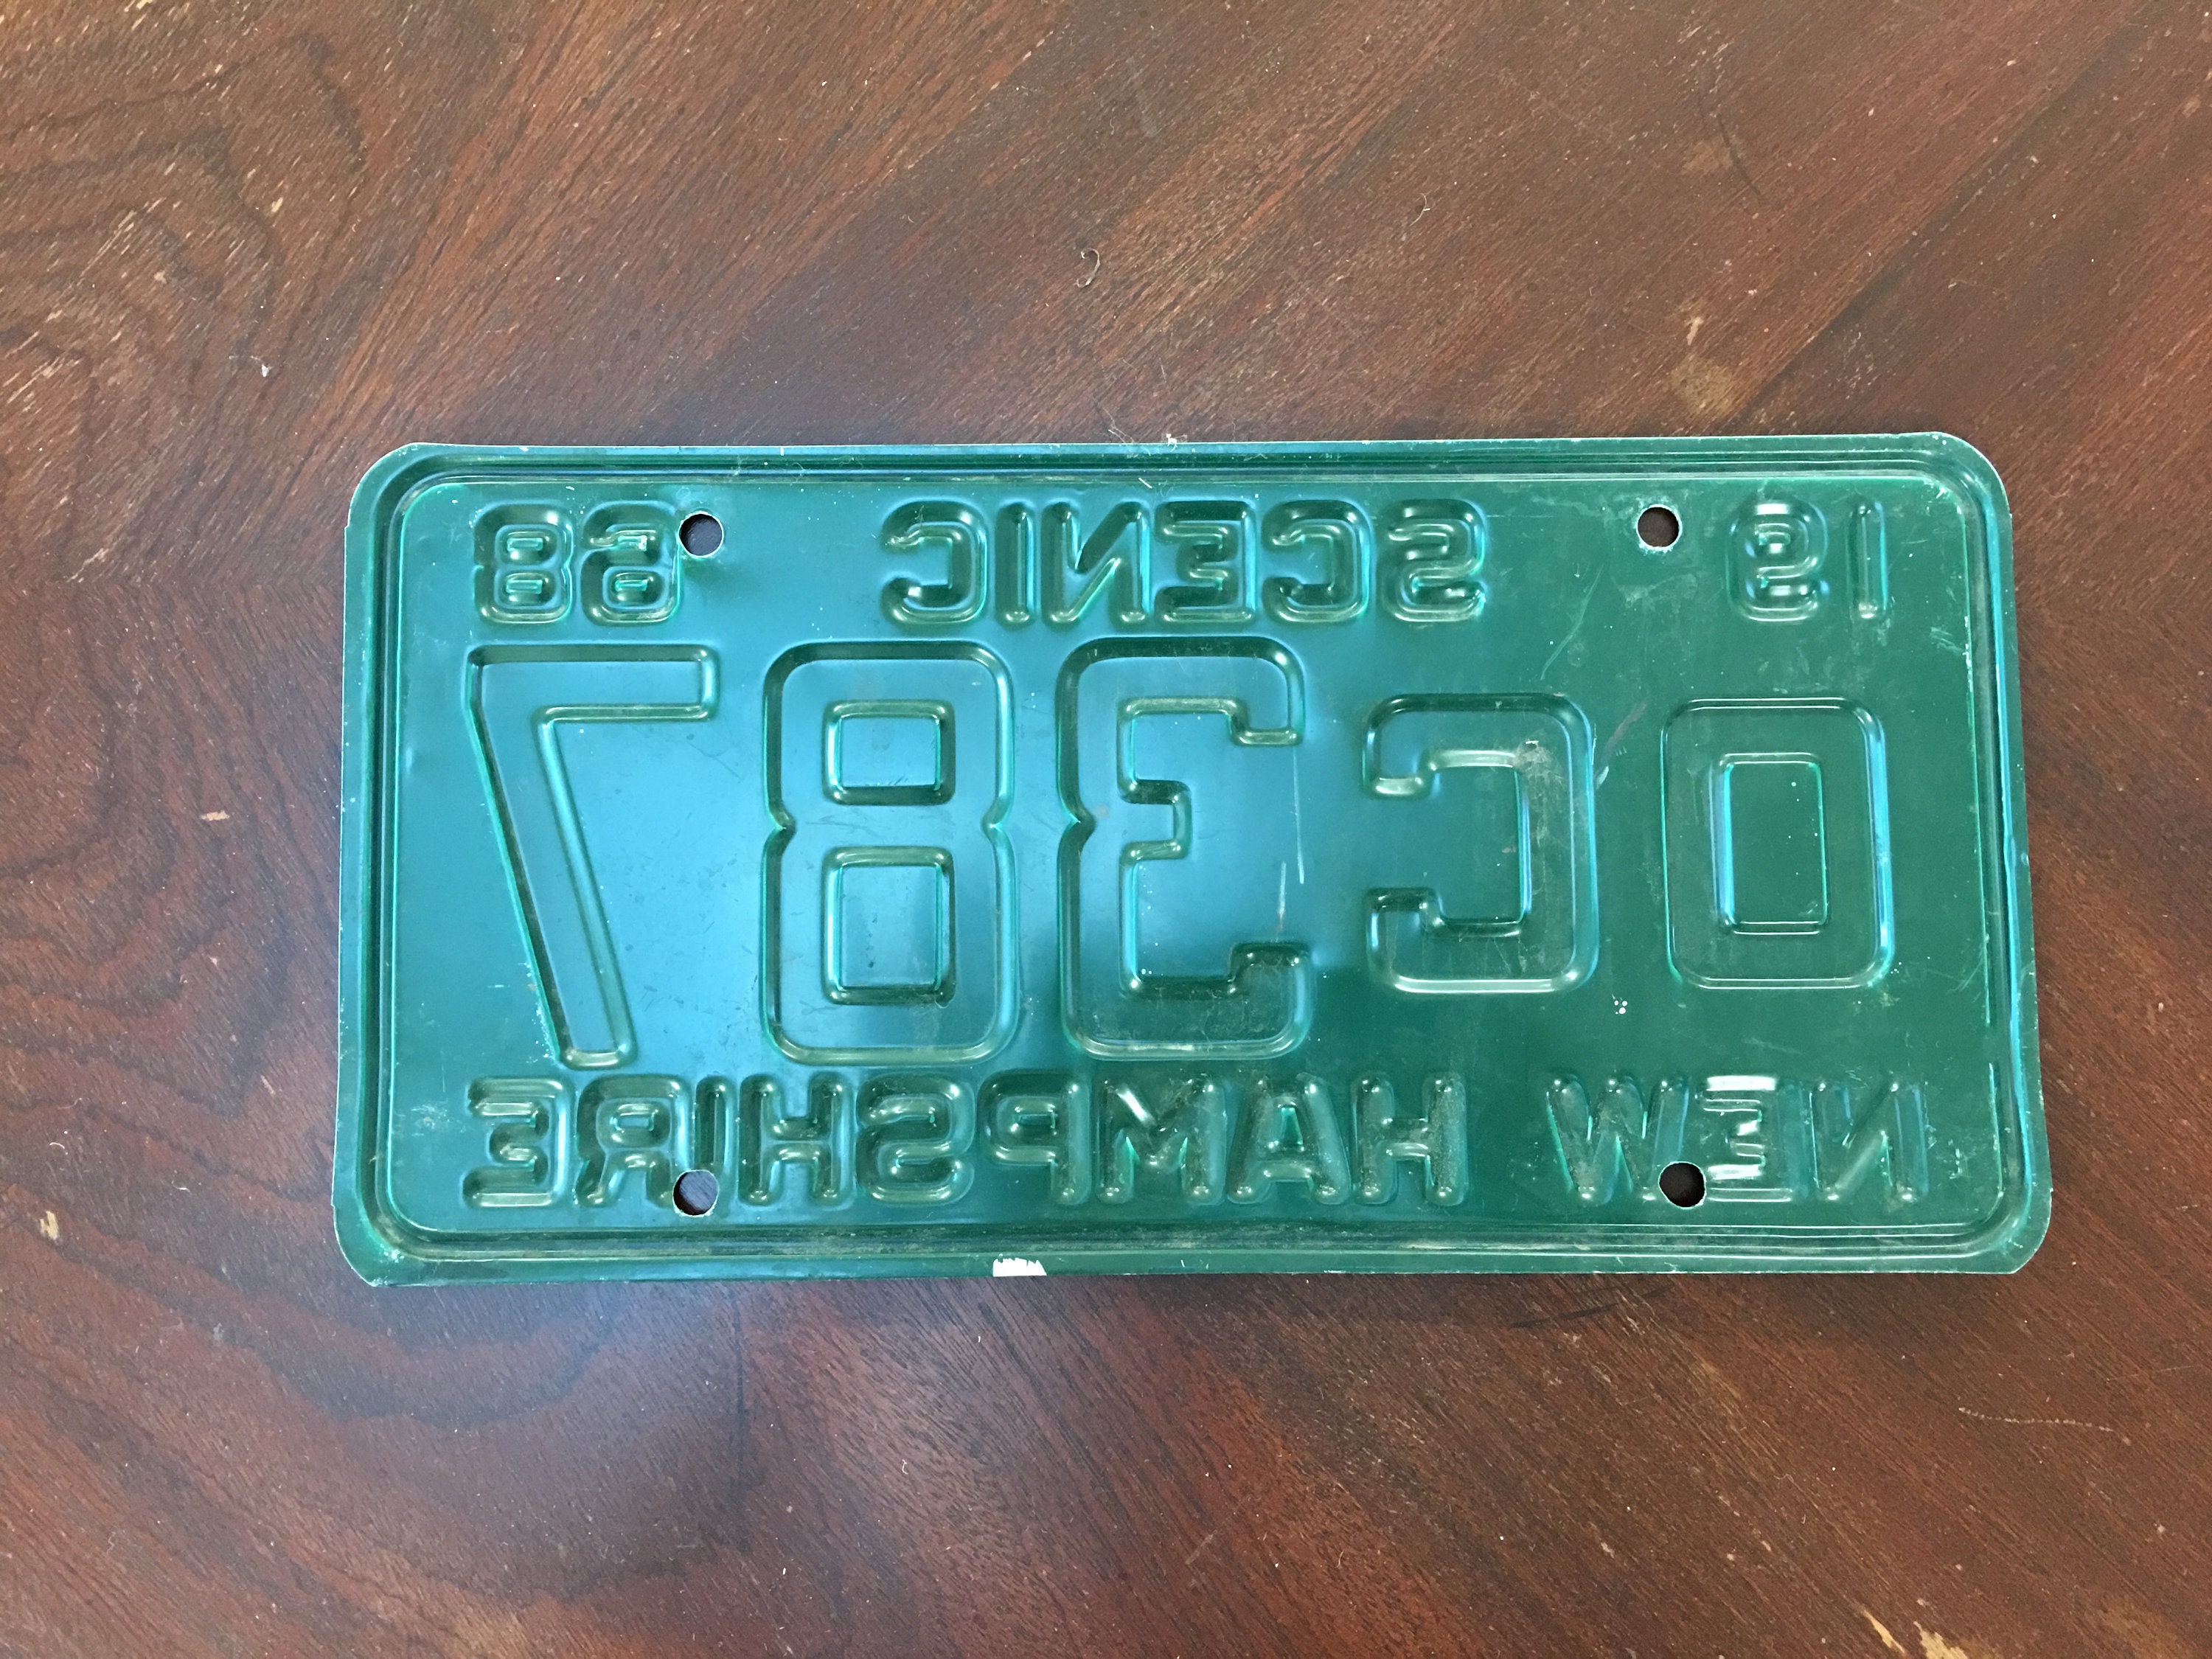 19 SCENIC 68
OC387
NEW HAMPSHIRE